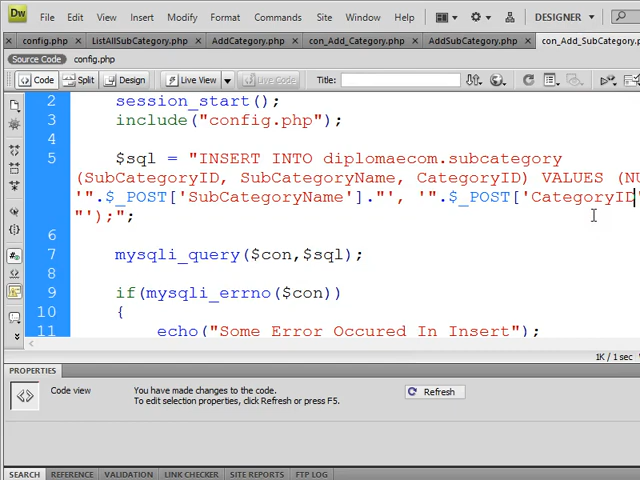 Dw File Edit View Insert Modify Format Commands Site Window Help DESIGNER
config.php × ListAllSubCategory.php × AddCategory.php × con_Add_Category.php × AddSubCategory.php × con_Add_SubCategory.ph
Source Code config.php
Code Split Design Live View Live Code Title:
2 session_start();
3 include("config.php");
4
5 $sql = "INSERT INTO diplomaecom.subcategory
(SubCategoryID, SubCategoryName, CategoryID) VALUES (NU
'".$_POST['SubCategoryName']."', '".$_POST['CategoryID'
"');";
6
7 mysqli_query($con,$sql);
8
9 if(mysqli_errno($con))
10 {
11 echo("Some Error Occured In Insert");
1K / 1 sec
PROPERTIES
Code view You have made changes to the code. Refresh
To edit selection properties, click Refresh or press F5.
SEARCH REFERENCE VALIDATION LINK CHECKER SITE REPORTS FTP LOG